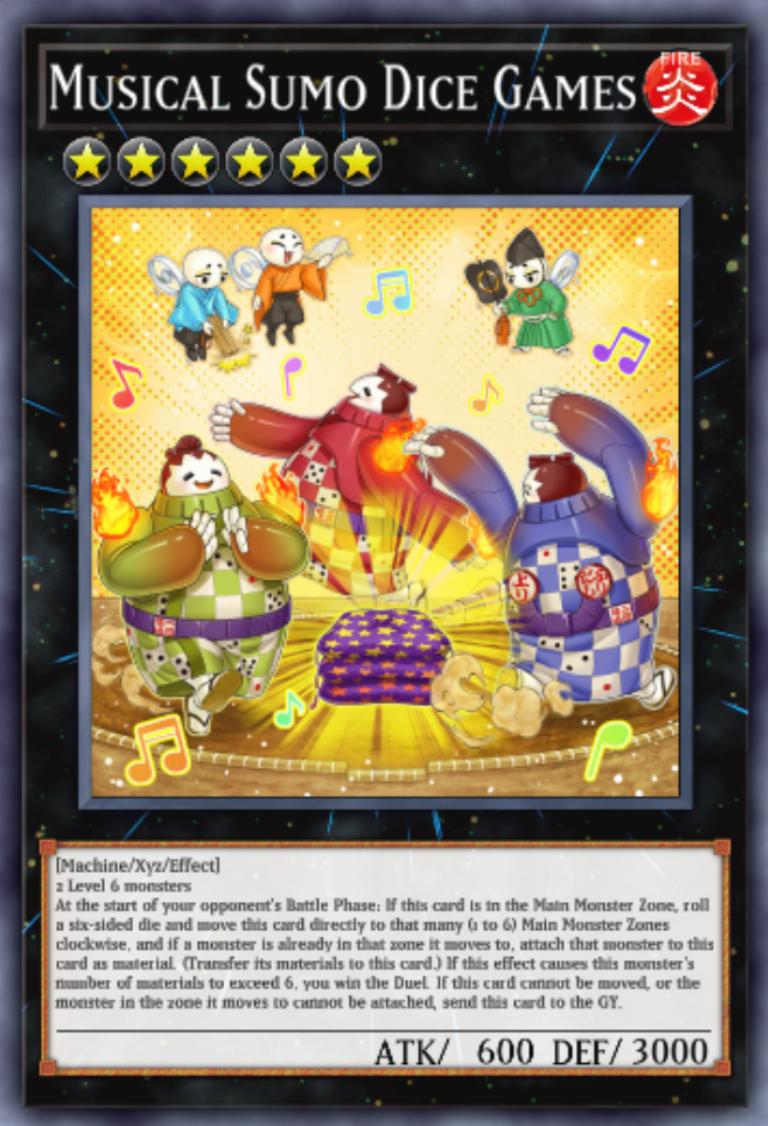 MUSICAL SUMO DICE GAMES
FIRE
炎
[Machine/Xyz/Effect]
2 Level 6 monsters
At the start of your opponent's Battle Phase: If this card is in the Main Monster Zone, roll
a six-sided die and move this card directly to that many (1 to 6) Main Monster Zones
clockwise, and if a monster is already in that zone it moves to, attach that monster to this
card as material. (Transfer its materials to this card.) If this effect causes this monster's
number of materials to exceed 6, you win the Duel. If this card cannot be moved, or the
monster in the zone it moves to cannot be attached, send this card to the GY.
ATK/ 600 DEF/ 3000